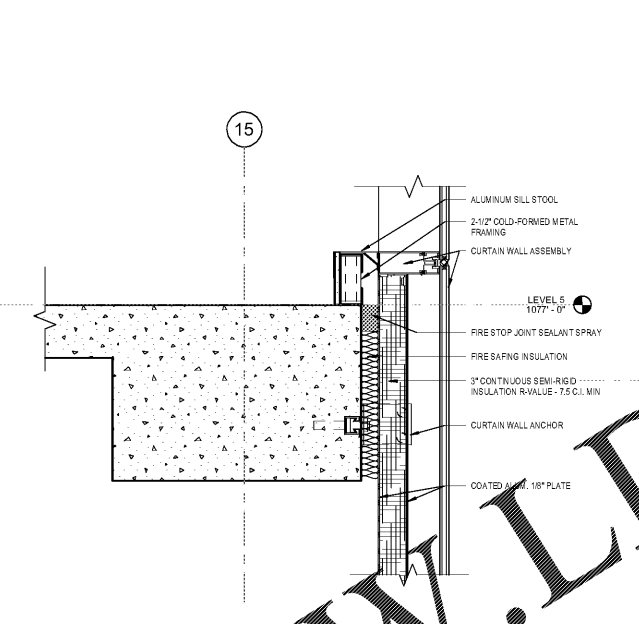 15
ALUMINUM SILL STOOL
2-1/2" COLD-FORMED METAL
FRAMING
CURTAIN WALL ASSEMBLY
LEVEL 5
1077' - 0"
FIRE STOP JOINT SEALANT SPRAY
FIRE SAFING INSULATION
3" CONTINUOUS SEMI-RIGID
INSULATION R-VALUE - 7.5 C.I. MIN
CURTAIN WALL ANCHOR
COATED ALUM. 1/8" PLATE